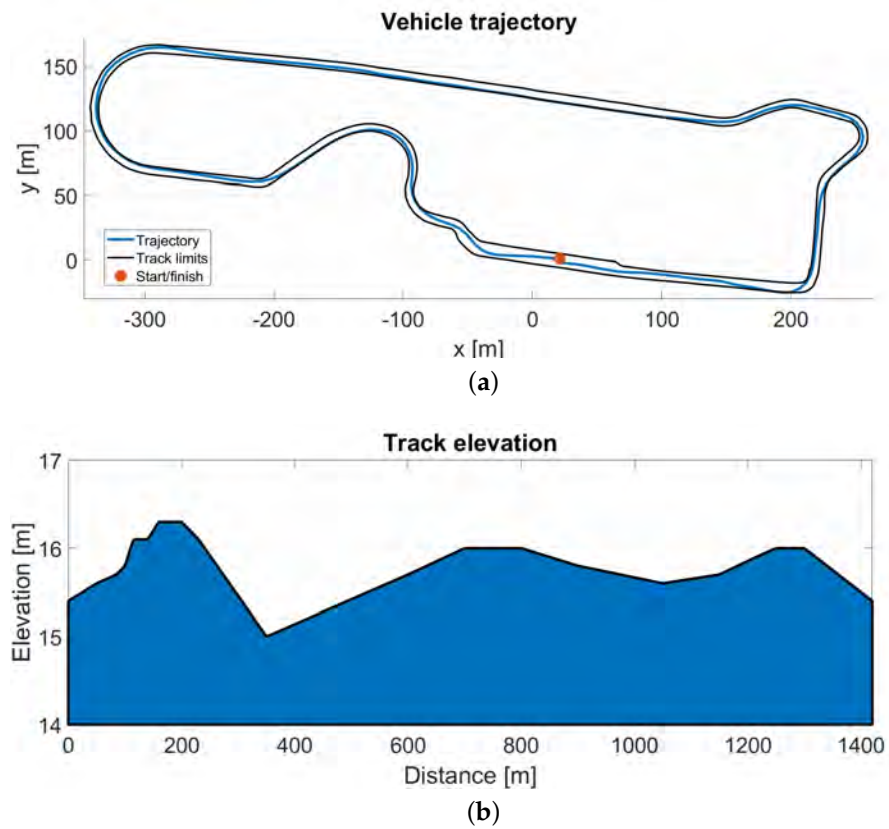 Vehicle trajectory
150
100
50
0
y [m]
Trajectory
Track limits
Start/finish
-300 -200 -100 0 100 200
x [m]
(a)
Track elevation
17
16
15
14
Elevation [m]
0 200 400 600 800 1000 1200 1400
Distance [m]
(b)